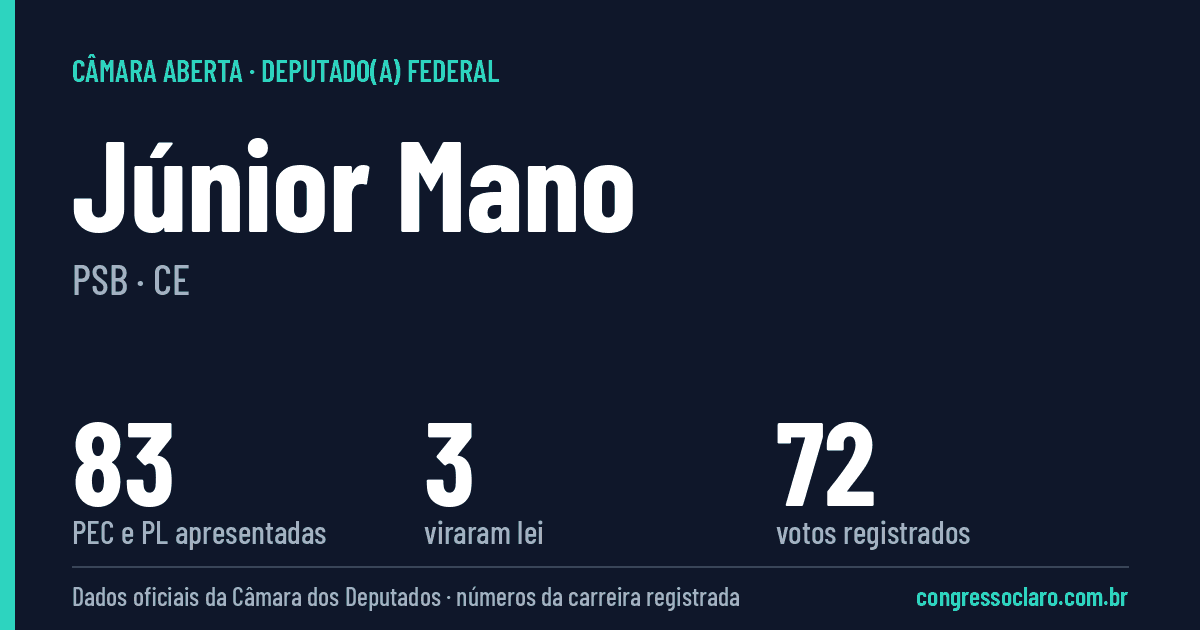 CÂMARA ABERTA · DEPUTADO(A) FEDERAL
Júnior Mano
PSB · CE
83 3 72
PEC e PL apresentadas viraram lei votos registrados
Dados oficiais da Câmara dos Deputados · números da carreira registrada congressoclaro.com.br